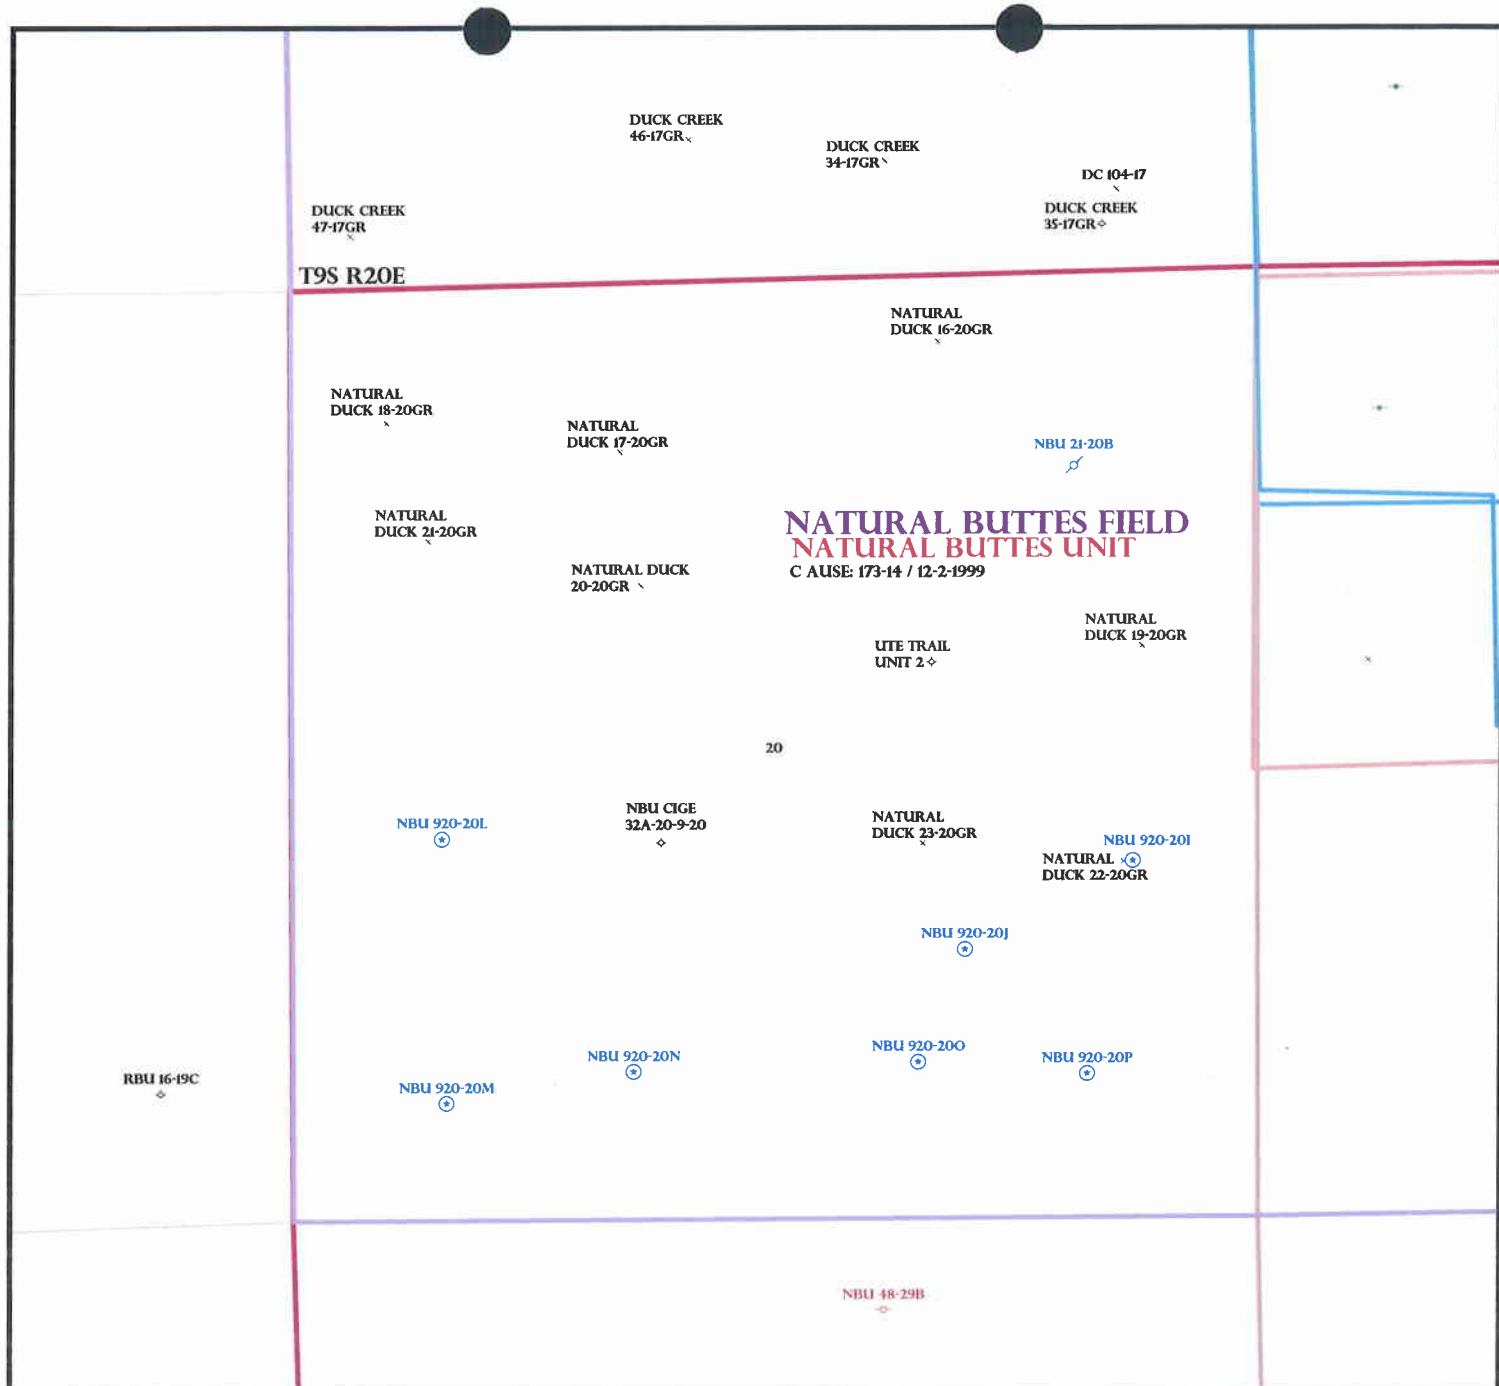 DUCK CREEK
46-17GR
DUCK CREEK
34-17GR
DC 104-17
DUCK CREEK
35-17GR
DUCK CREEK
47-17GR
T9S R20E
NATURAL
DUCK 16-20GR
NATURAL
DUCK 18-20GR
NATURAL
DUCK 17-20GR
NBU 21-20B
NATURAL
DUCK 21-20GR
NATURAL BUTTES FIELD
NATURAL BUTTES UNIT
C AUSE: 173-14 / 12-2-1999
NATURAL DUCK
20-20GR
NATURAL
DUCK 19-20GR
UTE TRAIL
UNIT 2
20
NBU 920-20L
NBU CIGE
32A-20-9-20
NATURAL
DUCK 23-20GR
NBU 920-20I
NATURAL
DUCK 22-20GR
NBU 920-20J
NBU 920-20N
NBU 920-20O
NBU 920-20P
RBU 16-19C
NBU 920-20M
NBU 48-29B